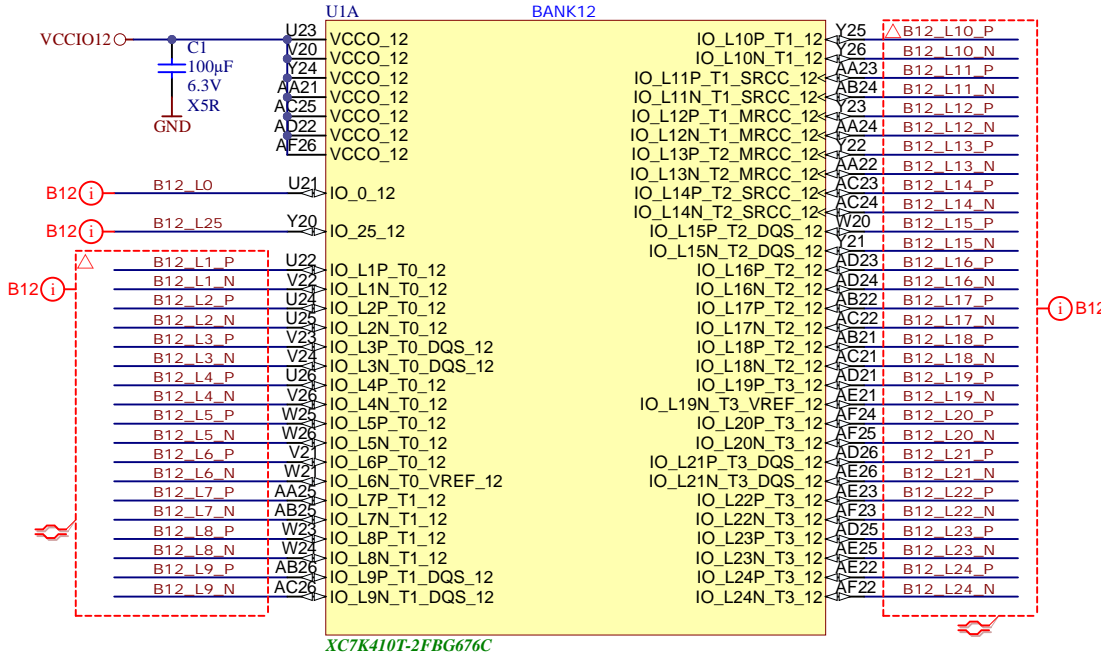 U1A BANK12
VCCIO12
C1
100µF
6.3V
X5R
GND
U23 VCCO_12
V20 VCCO_12
Y24 VCCO_12
AA21 VCCO_12
AC25 VCCO_12
AD22 VCCO_12
AF26 VCCO_12
B12 i B12_L0 U21 IO_0_12
B12 i B12_L25 Y20 IO_25_12
B12 i
B12_L1_P U22 IO_L1P_T0_12
B12_L1_N V22 IO_L1N_T0_12
B12_L2_P U24 IO_L2P_T0_12
B12_L2_N U25 IO_L2N_T0_12
B12_L3_P V23 IO_L3P_T0_DQS_12
B12_L3_N V24 IO_L3N_T0_DQS_12
B12_L4_P U26 IO_L4P_T0_12
B12_L4_N V26 IO_L4N_T0_12
B12_L5_P W25 IO_L5P_T0_12
B12_L5_N W26 IO_L5N_T0_12
B12_L6_P V21 IO_L6P_T0_12
B12_L6_N W21 IO_L6N_T0_VREF_12
B12_L7_P AA25 IO_L7P_T1_12
B12_L7_N AB25 IO_L7N_T1_12
B12_L8_P W23 IO_L8P_T1_12
B12_L8_N W24 IO_L8N_T1_12
B12_L9_P AB26 IO_L9P_T1_DQS_12
B12_L9_N AC26 IO_L9N_T1_DQS_12
IO_L10P_T1_12 Y25 B12_L10_P
IO_L10N_T1_12 Y26 B12_L10_N
IO_L11P_T1_SRCC_12 AA23 B12_L11_P
IO_L11N_T1_SRCC_12 AB24 B12_L11_N
IO_L12P_T1_MRCC_12 Y23 B12_L12_P
IO_L12N_T1_MRCC_12 AA24 B12_L12_N
IO_L13P_T2_MRCC_12 Y22 B12_L13_P
IO_L13N_T2_MRCC_12 AA22 B12_L13_N
IO_L14P_T2_SRCC_12 AC23 B12_L14_P
IO_L14N_T2_SRCC_12 AC24 B12_L14_N
IO_L15P_T2_DQS_12 W20 B12_L15_P
IO_L15N_T2_DQS_12 Y21 B12_L15_N
IO_L16P_T2_12 AD23 B12_L16_P
IO_L16N_T2_12 AD24 B12_L16_N
IO_L17P_T2_12 AB22 B12_L17_P
IO_L17N_T2_12 AC22 B12_L17_N
IO_L18P_T2_12 AB21 B12_L18_P
IO_L18N_T2_12 AC21 B12_L18_N
IO_L19P_T3_12 AD21 B12_L19_P
IO_L19N_T3_VREF_12 AE21 B12_L19_N
IO_L20P_T3_12 AF24 B12_L20_P
IO_L20N_T3_12 AF25 B12_L20_N
IO_L21P_T3_DQS_12 AD26 B12_L21_P
IO_L21N_T3_DQS_12 AE26 B12_L21_N
IO_L22P_T3_12 AE23 B12_L22_P
IO_L22N_T3_12 AF23 B12_L22_N
IO_L23P_T3_12 AD25 B12_L23_P
IO_L23N_T3_12 AE25 B12_L23_N
IO_L24P_T3_12 AE22 B12_L24_P
IO_L24N_T3_12 AF22 B12_L24_N
i B12
XC7K410T-2FBG676C